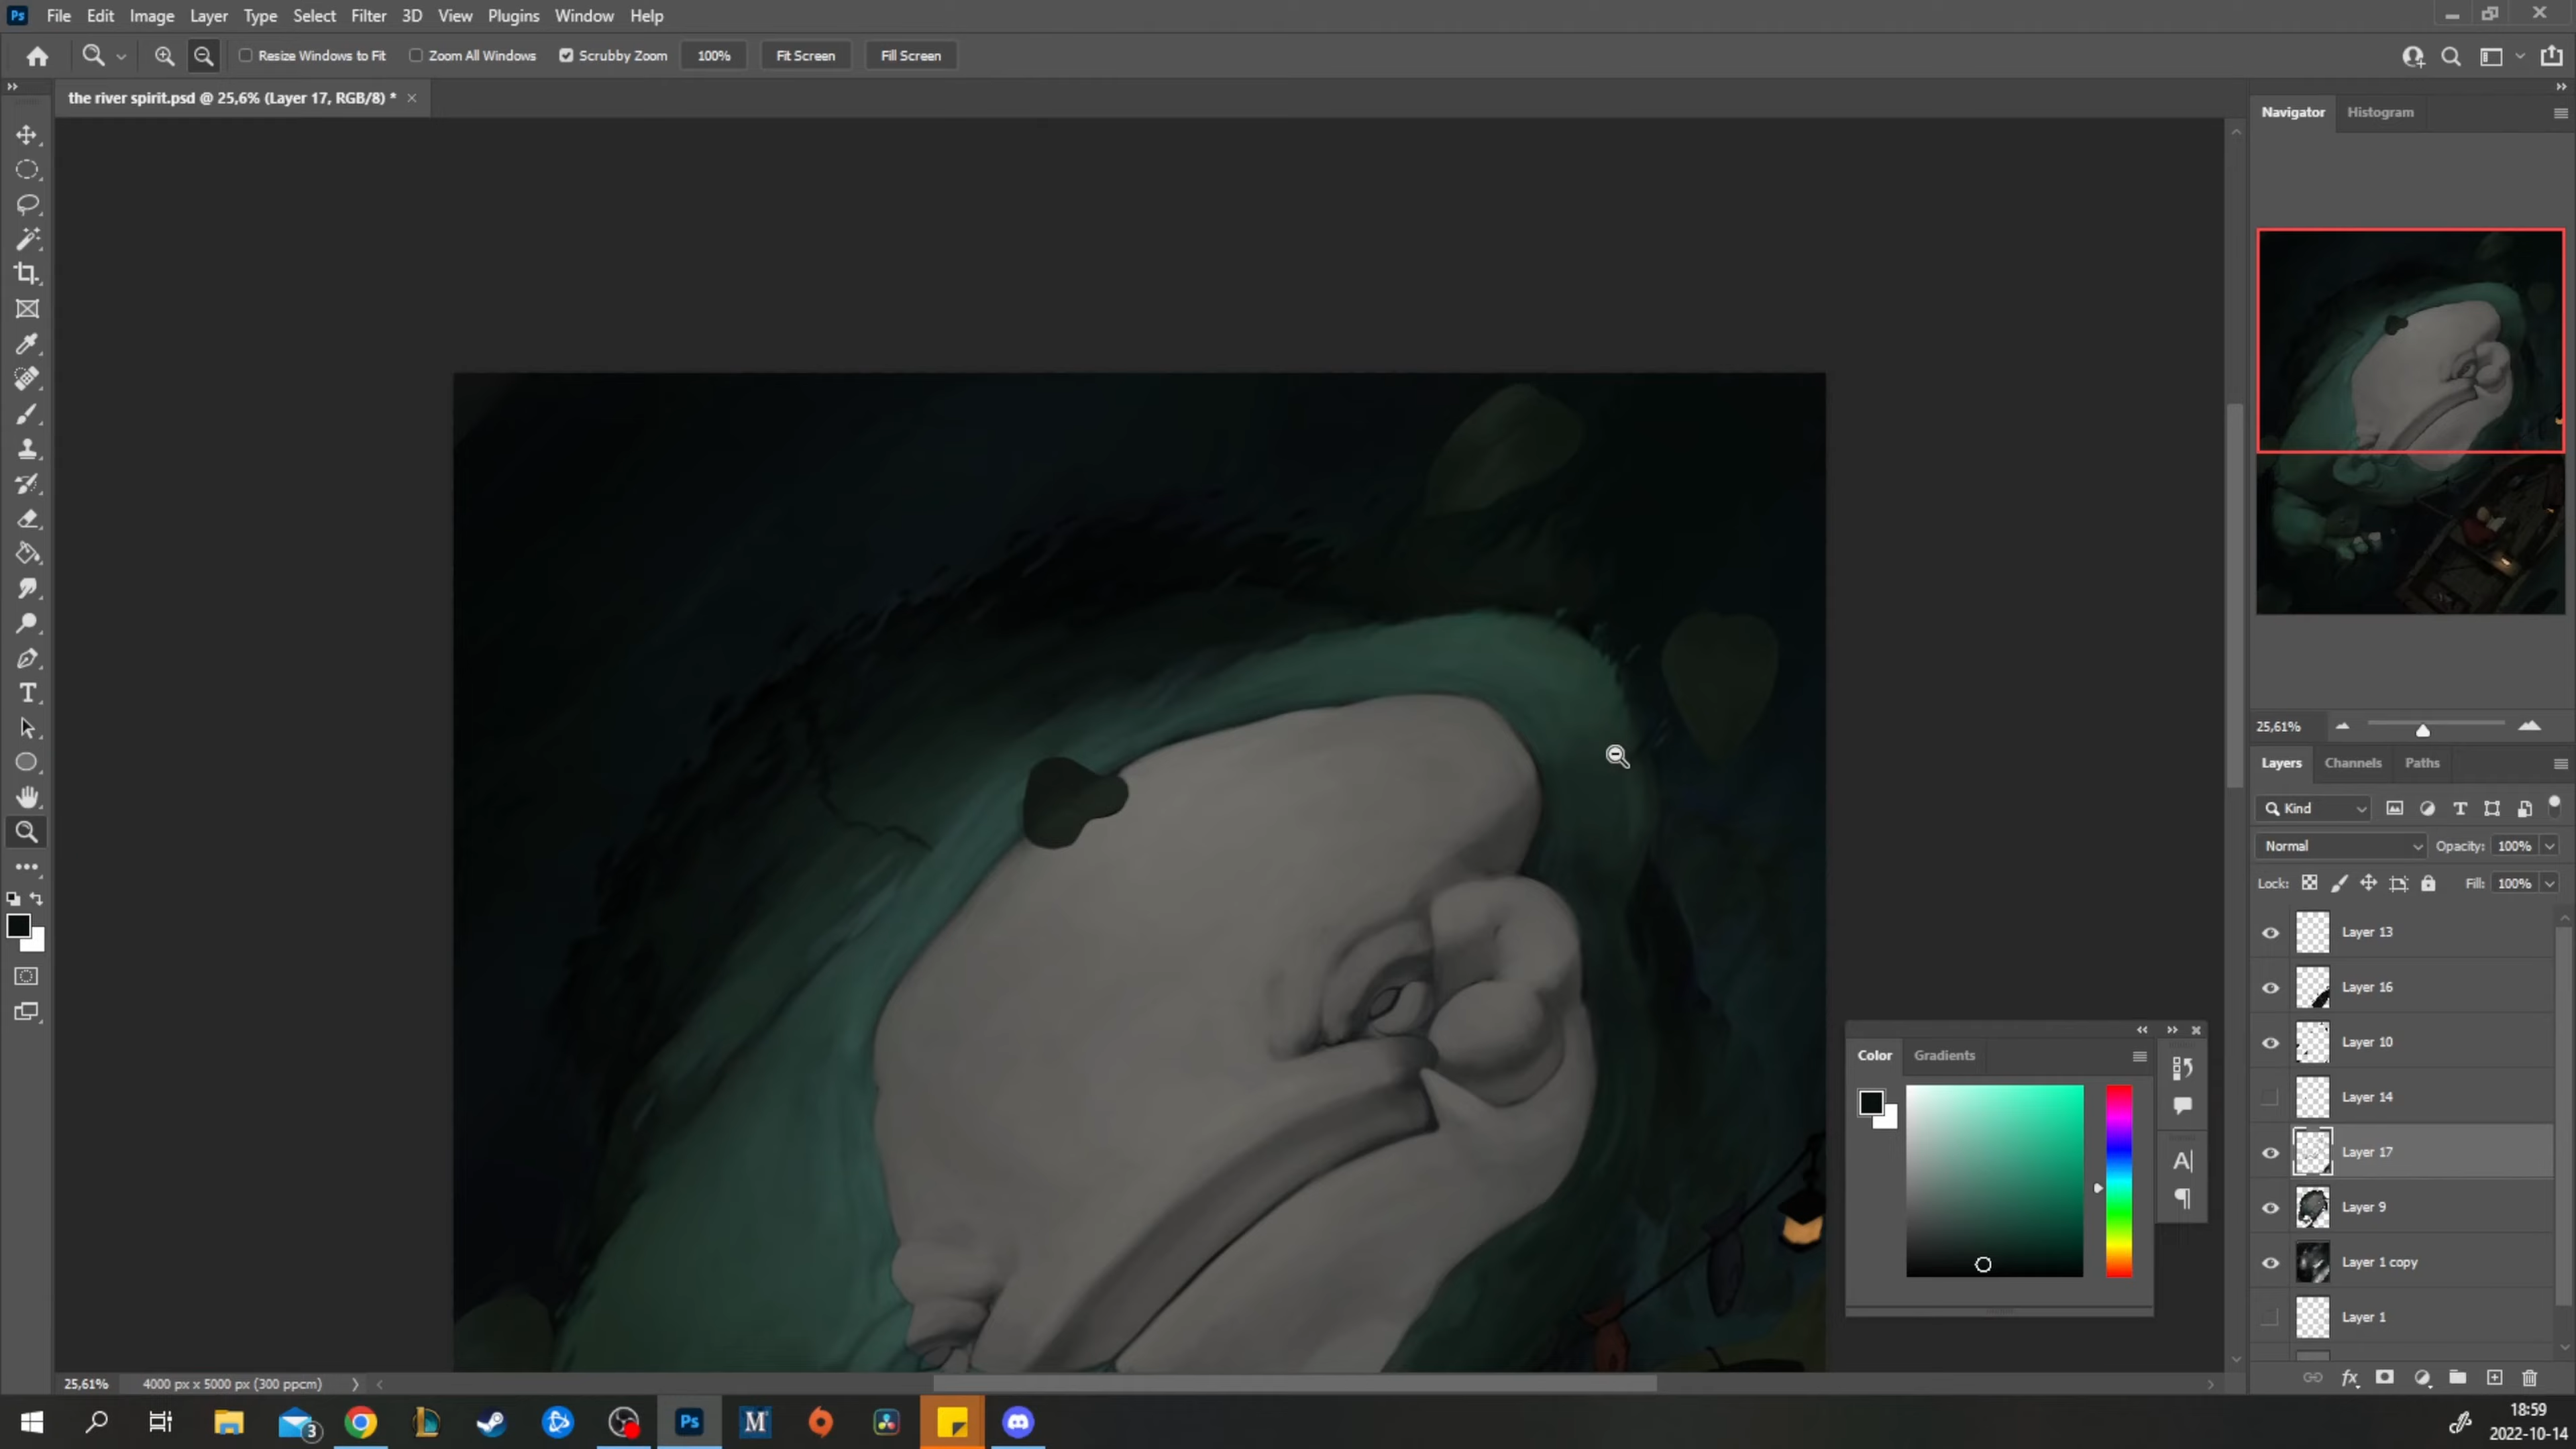 Ps File Edit Image Layer Type Select Filter 3D View Plugins Window Help
Resize Windows to Fit Zoom All Windows Scrubby Zoom 100% Fit Screen Fill Screen
the river spirit.psd @ 25,6% (Layer 17, RGB/8) * ×
Navigator Histogram
25,61%
Layers Channels Paths
Kind
Normal Opacity: 100%
Lock: Fill: 100%
Layer 13
Layer 16
Layer 10
Layer 14
Layer 17
Layer 9
Layer 1 copy
Layer 1
Color Gradients
25,61% 4000 px x 5000 px (300 ppcm)
3
Ps
M
18:59
2022-10-14